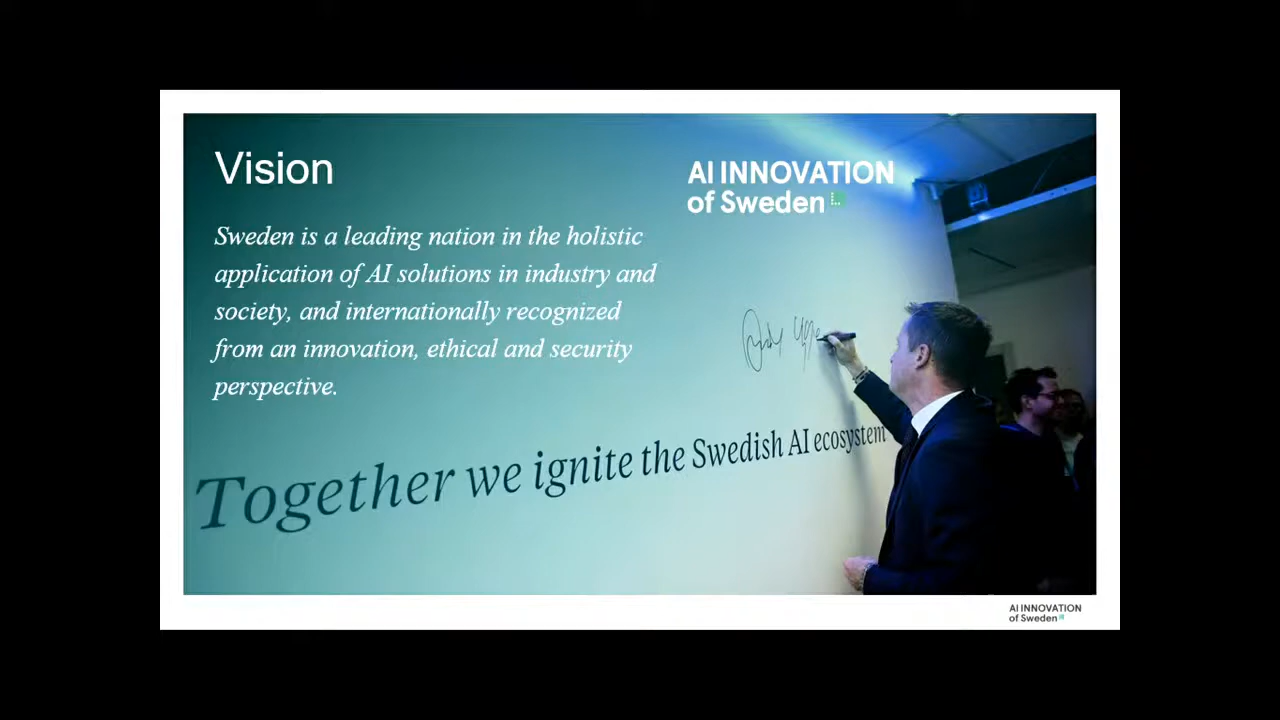 Vision
AI INNOVATION
of Sweden
Sweden is a leading nation in the holistic
application of AI solutions in industry and
society, and internationally recognized
from an innovation, ethical and security
perspective.
Together we ignite the Swedish AI ecosystem
AI INNOVATION
of Sweden